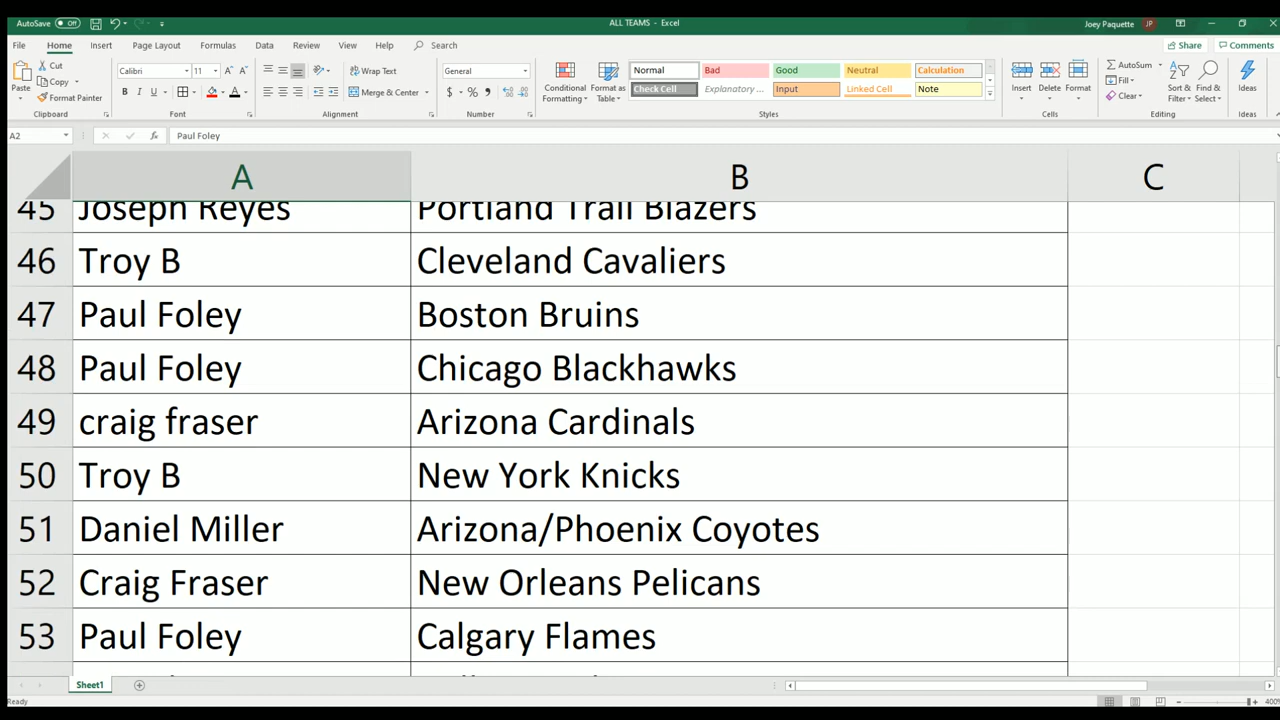 AutoSave Off ALL TEAMS - Excel Joey Paquette JP
File Home Insert Page Layout Formulas Data Review View Help Search Share Comments
Paste Cut Copy Format Painter Calibri 11 B I U A Wrap Text Merge & Center General $ % Conditional Formatting Format as Table Normal Bad Good Neutral Calculation
Check Cell Explanatory ... Input Linked Cell Note Insert Delete Format AutoSum Fill Clear Sort & Filter Find & Select Ideas
Clipboard Font Alignment Number Styles Cells Editing Ideas
A2 fx Paul Foley
A B C
45 Joseph Reyes Portland Trail Blazers
46 Troy B Cleveland Cavaliers
47 Paul Foley Boston Bruins
48 Paul Foley Chicago Blackhawks
49 craig fraser Arizona Cardinals
50 Troy B New York Knicks
51 Daniel Miller Arizona/Phoenix Coyotes
52 Craig Fraser New Orleans Pelicans
53 Paul Foley Calgary Flames
Sheet1
Ready 400%